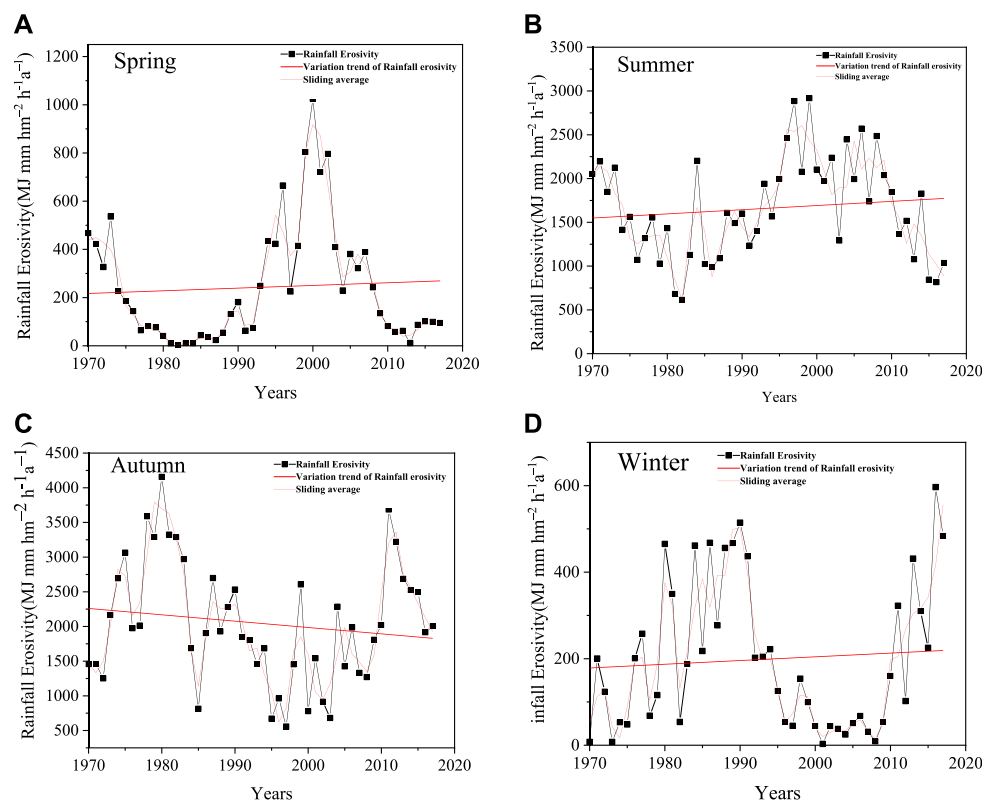 A
Spring
Rainfall Erosivity
Variation trend of Rainfall erosivity
Sliding average
Rainfall Erosivity(MJ mm hm⁻² h⁻¹a⁻¹)
1200
1000
800
600
400
200
0
1970 1980 1990 2000 2010 2020
Years
B
Summer
Rainfall Erosivity
Variation trend of Rainfall erosivity
Sliding average
Rainfall Erosivity(MJ mm hm⁻² h⁻¹a⁻¹)
3500
3000
2500
2000
1500
1000
500
0
1970 1980 1990 2000 2010 2020
Years
C
Autumn
Rainfall Erosivity
Variation trend of Rainfall erosivity
Sliding average
Rainfall Erosivity(MJ mm hm⁻² h⁻¹a⁻¹)
4500
4000
3500
3000
2500
2000
1500
1000
500
1970 1980 1990 2000 2010 2020
Years
D
Winter
Rainfall Erosivity
Variation trend of Rainfall erosivity
Sliding average
infall Erosivity(MJ mm hm⁻² h⁻¹a⁻¹)
600
400
200
0
1970 1980 1990 2000 2010 2020
Years